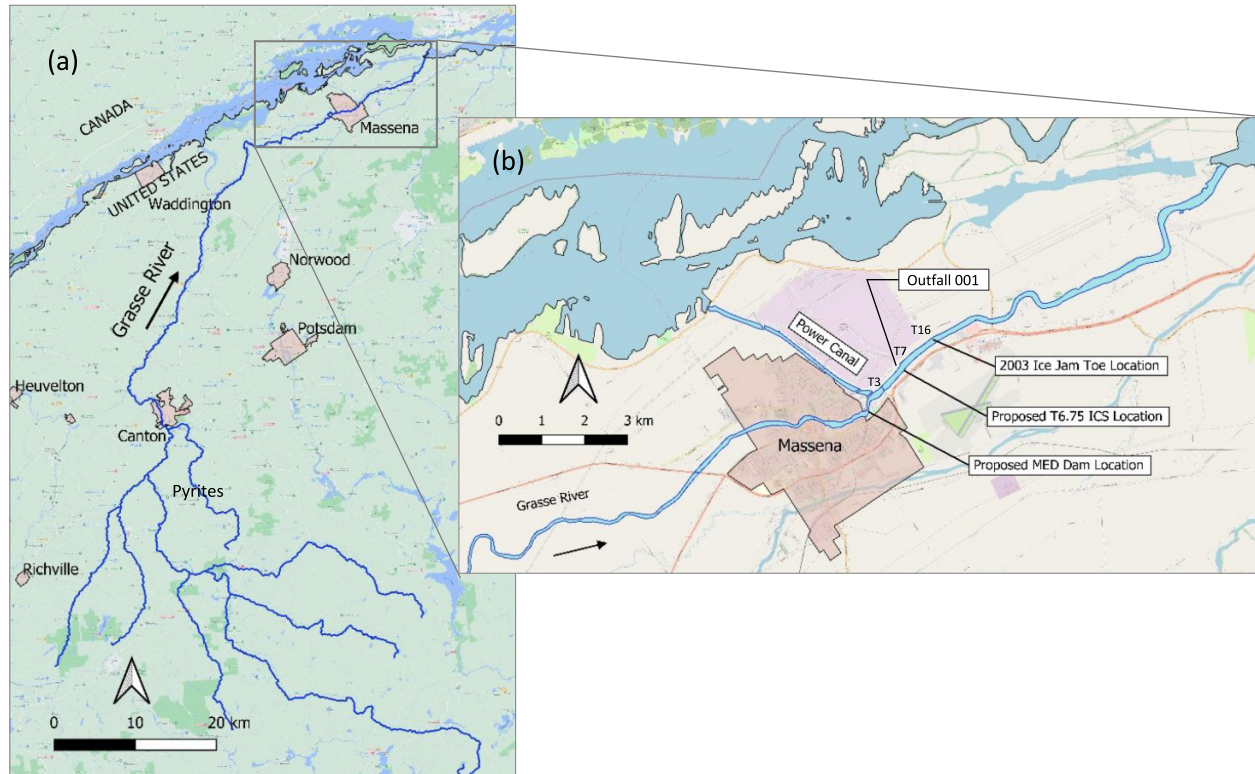 (a)
CANADA
UNITED STATES
Massena
Waddington
Grasse River
Norwood
Potsdam
Heuvelton
Canton
Pyrites
Richville
0 10 20 km
(b)
Outfall 001
Power Canal
T16
T7
T3
2003 Ice Jam Toe Location
Proposed T6.75 ICS Location
Proposed MED Dam Location
0 1 2 3 km
Massena
Grasse River